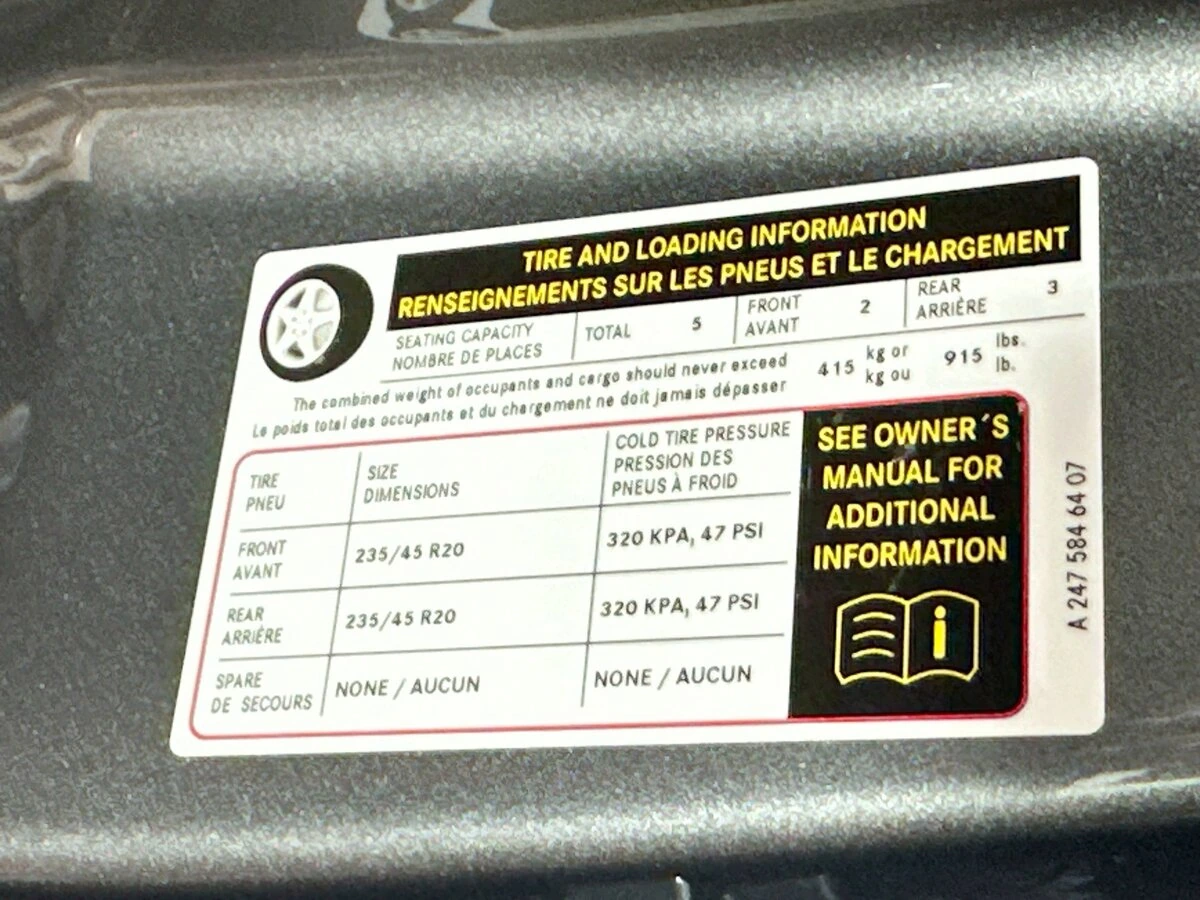 TIRE AND LOADING INFORMATION
RENSEIGNEMENTS SUR LES PNEUS ET LE CHARGEMENT
SEATING CAPACITY
NOMBRE DE PLACES
TOTAL 5
FRONT
AVANT
2
REAR
ARRIÈRE
3
The combined weight of occupants and cargo should never exceed
Le poids total des occupants et du chargement ne doit jamais dépasser
415
kg or
kg ou
915
lbs.
lb.
TIRE
PNEU
SIZE
DIMENSIONS
COLD TIRE PRESSURE
PRESSION DES
PNEUS À FROID
FRONT
AVANT
235/45 R20
320 KPA, 47 PSI
REAR
ARRIÈRE
235/45 R20
320 KPA, 47 PSI
SPARE
DE SECOURS
NONE / AUCUN
NONE / AUCUN
SEE OWNER´S
MANUAL FOR
ADDITIONAL
INFORMATION
i
A 247 584 64 07